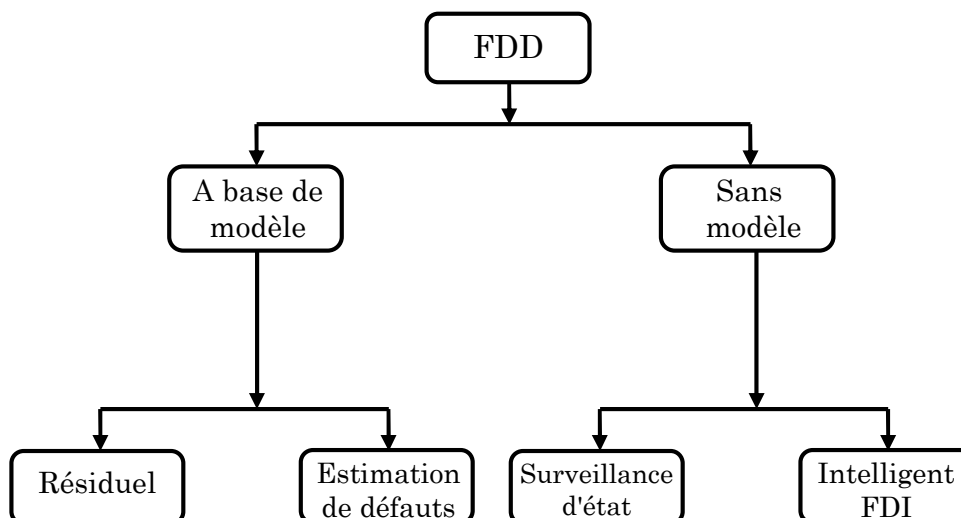 FDD
A base de
modèle
Sans
modèle
Résiduel
Estimation
de défauts
Surveillance
d'état
Intelligent
FDI